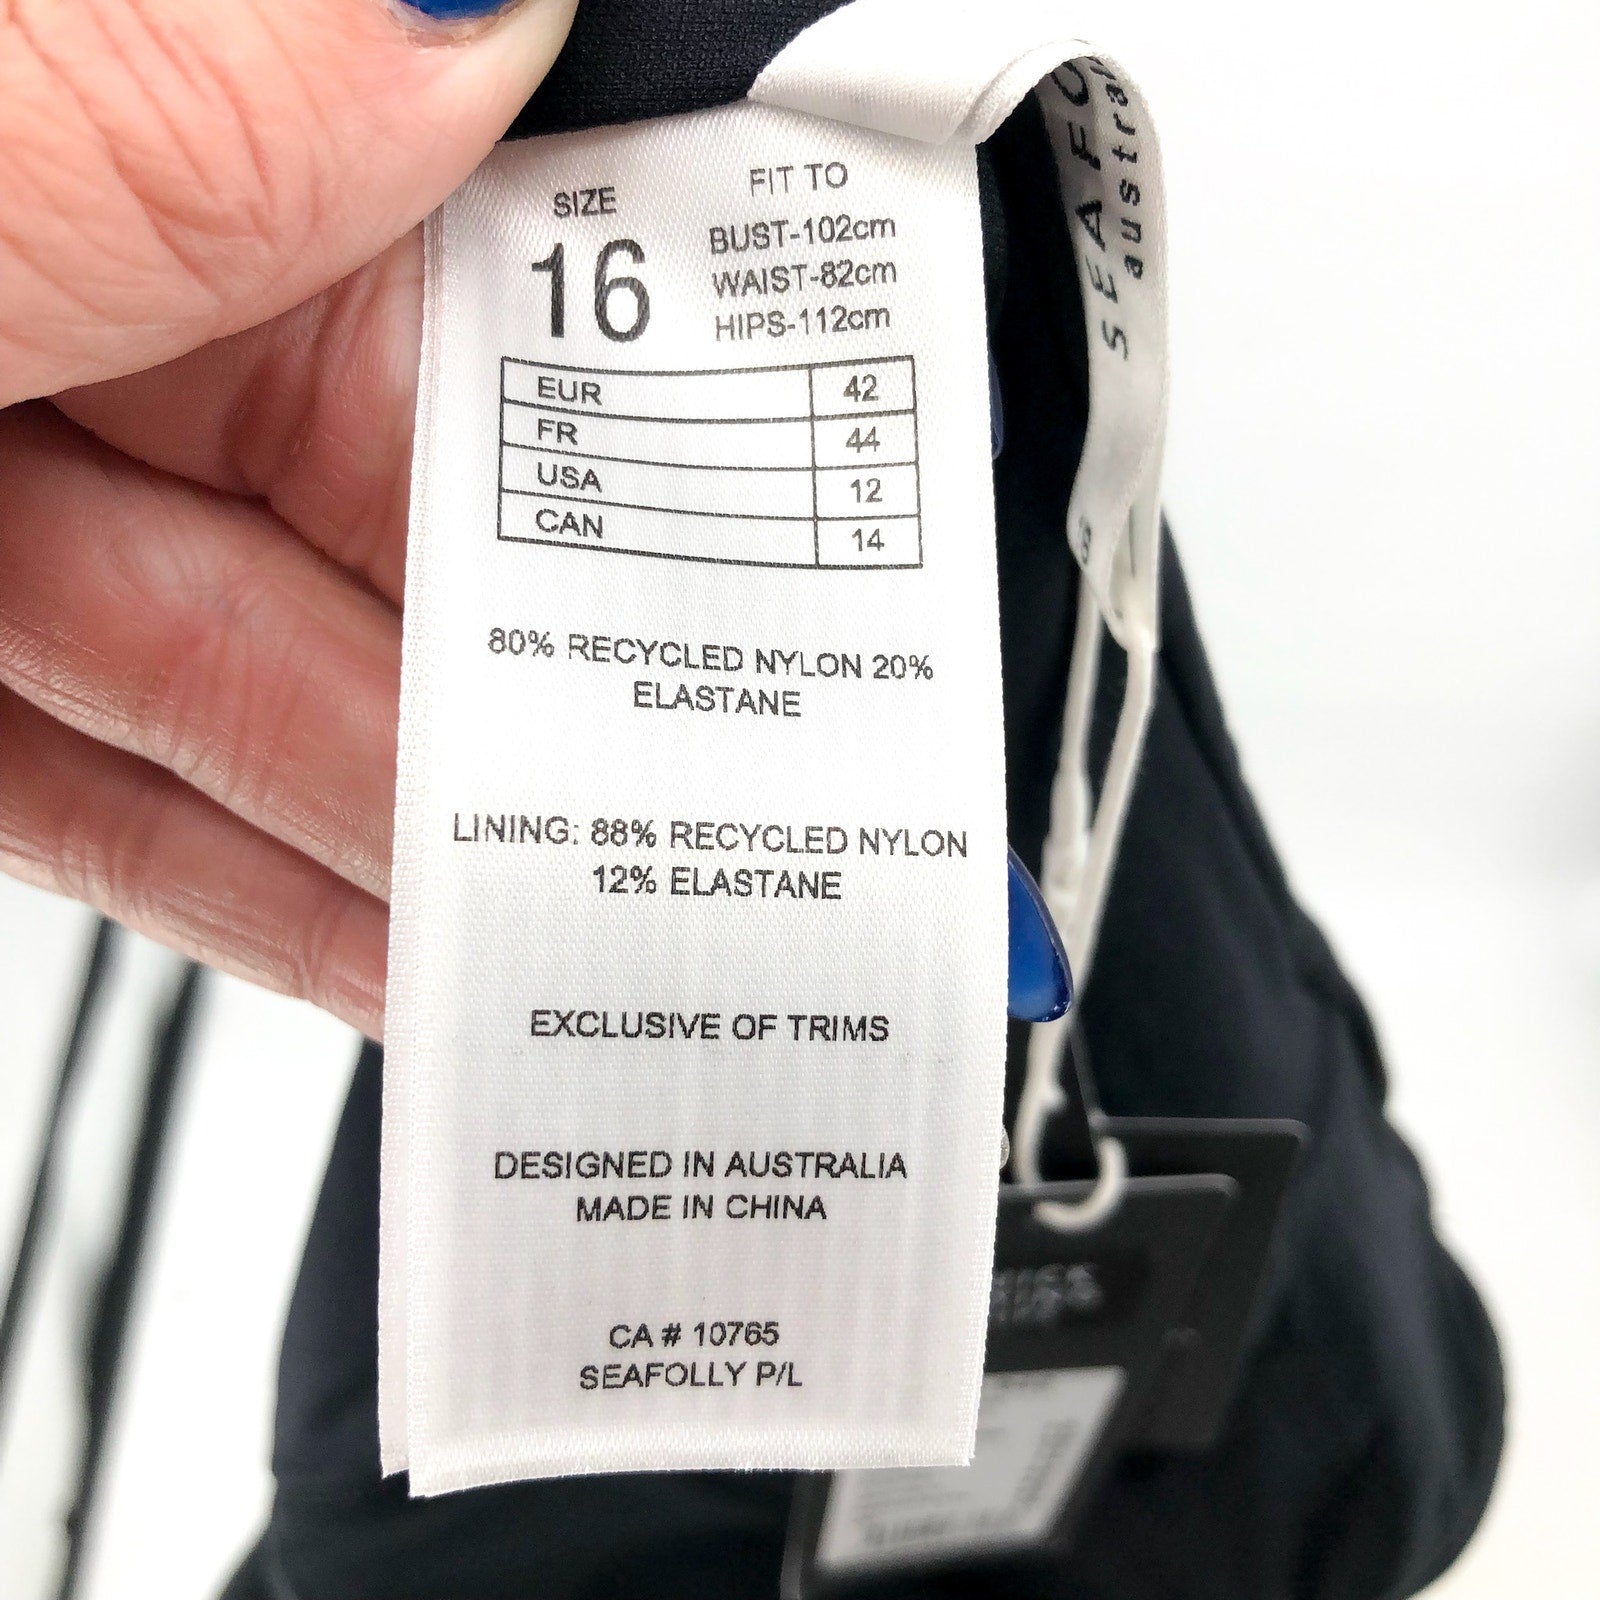 SIZE
16
FIT TO
BUST-102cm
WAIST-82cm
HIPS-112cm
EUR 42
FR 44
USA 12
CAN 14
80% RECYCLED NYLON 20%
ELASTANE
LINING: 88% RECYCLED NYLON
12% ELASTANE
EXCLUSIVE OF TRIMS
DESIGNED IN AUSTRALIA
MADE IN CHINA
CA # 10765
SEAFOLLY P/L